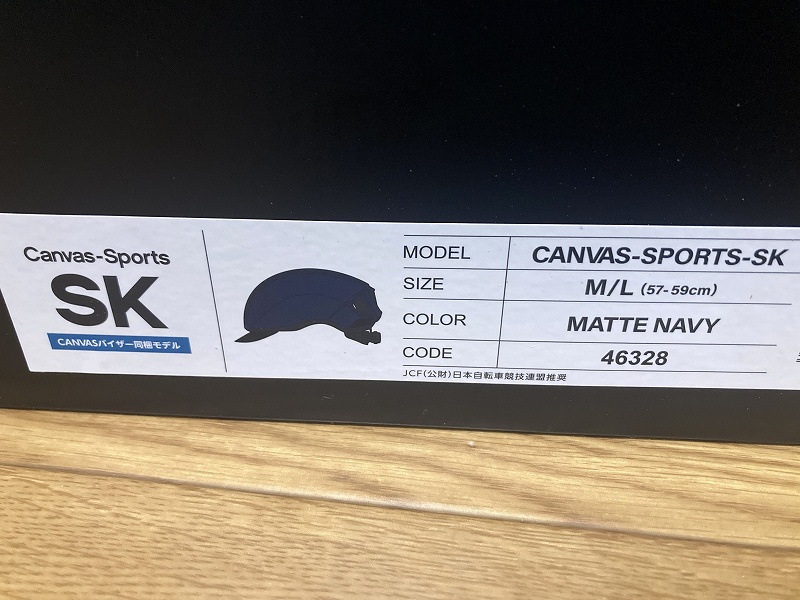 Canvas-Sports
SK
CANVASバイザー同梱モデル
MODEL CANVAS-SPORTS-SK
SIZE M/L (57-59cm)
COLOR MATTE NAVY
CODE 46328
JCF(公財)日本自転車競技連盟推奨